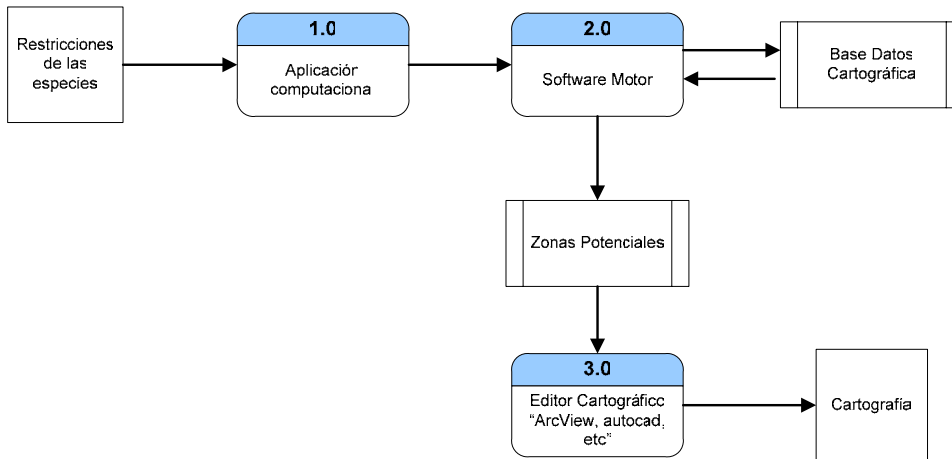 Restricciones
de las
especies
1.0
Aplicación
computaciona
2.0
Software Motor
Base Datos
Cartográfica
Zonas Potenciales
3.0
Editor Cartográfico
“ArcView, autocad,
etc”
Cartografía